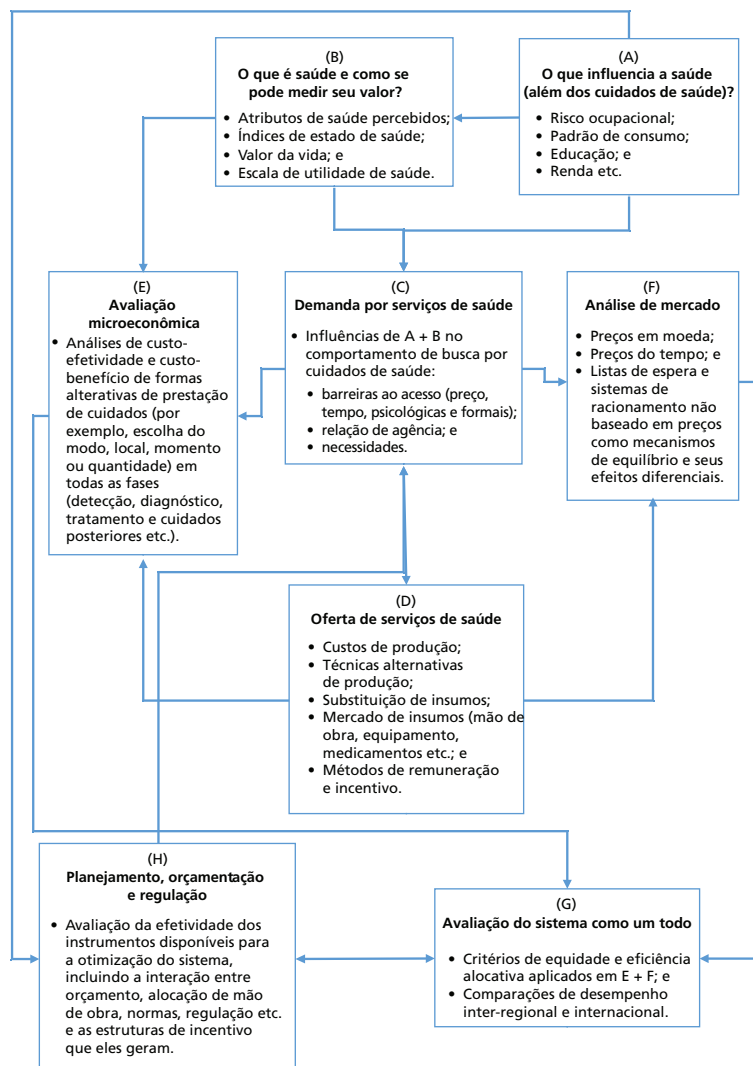 (B)
O que é saúde e como se
pode medir seu valor?
• Atributos de saúde percebidos;
• Índices de estado de saúde;
• Valor da vida; e
• Escala de utilidade de saúde.
(A)
O que influencia a saúde
(além dos cuidados de saúde)?
• Risco ocupacional;
• Padrão de consumo;
• Educação; e
• Renda etc.
(E)
Avaliação
microeconômica
• Análises de custo-
efetividade e custo-
benefício de formas
alterativas de prestação
de cuidados (por
exemplo, escolha do
modo, local, momento
ou quantidade) em
todas as fases
(detecção, diagnóstico,
tratamento e cuidados
posteriores etc.).
(C)
Demanda por serviços de saúde
• Influências de A + B no
comportamento de busca por
cuidados de saúde:
• barreiras ao acesso (preço,
tempo, psicológicas e formais);
• relação de agência; e
• necessidades.
(F)
Análise de mercado
• Preços em moeda;
• Preços do tempo; e
• Listas de espera e
sistemas de
racionamento não
baseado em preços
como mecanismos
de equilíbrio e seus
efeitos diferenciais.
(D)
Oferta de serviços de saúde
• Custos de produção;
• Técnicas alternativas
de produção;
• Substituição de insumos;
• Mercado de insumos (mão de
obra, equipamento,
medicamentos etc.; e
• Métodos de remuneração
e incentivo.
(H)
Planejamento, orçamentação
e regulação
• Avaliação da efetividade dos
instrumentos disponíveis para
a otimização do sistema,
incluindo a interação entre
orçamento, alocação de mão
de obra, normas, regulação etc.
e as estruturas de incentivo
que eles geram.
(G)
Avaliação do sistema como um todo
• Critérios de equidade e eficiência
alocativa aplicados em E + F; e
• Comparações de desempenho
inter-regional e internacional.